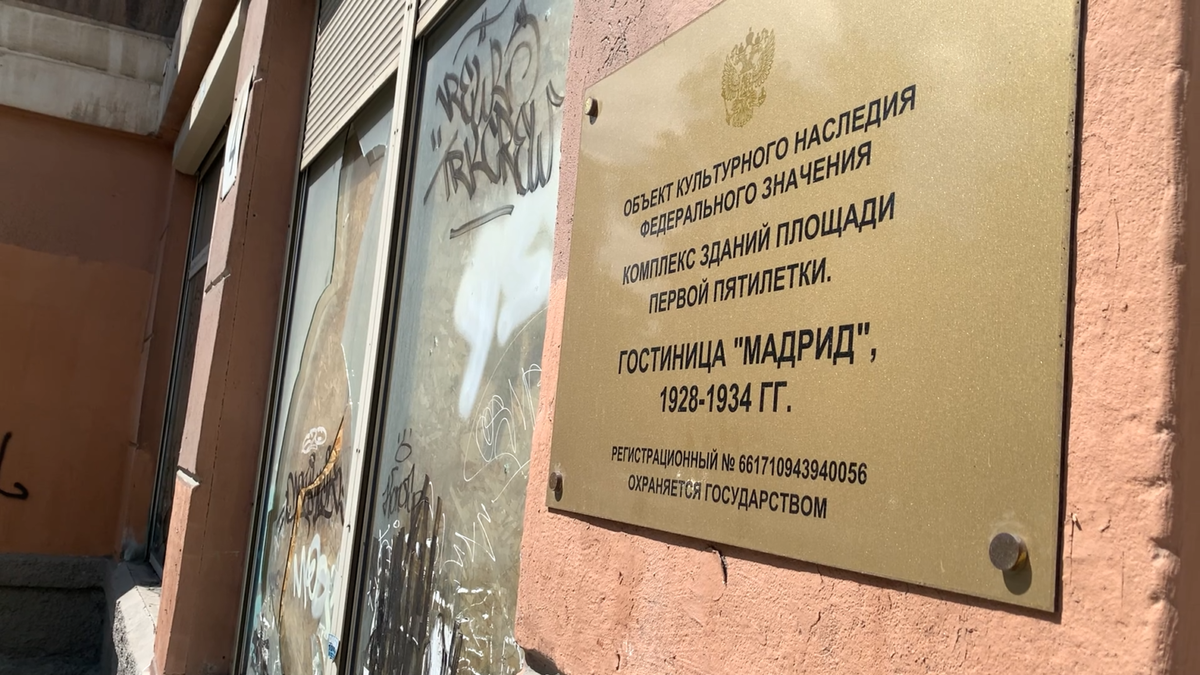 ОБЪЕКТ КУЛЬТУРНОГО НАСЛЕДИЯ
ФЕДЕРАЛЬНОГО ЗНАЧЕНИЯ
КОМПЛЕКС ЗДАНИЙ ПЛОЩАДИ
ПЕРВОЙ ПЯТИЛЕТКИ.
ГОСТИНИЦА "МАДРИД",
1928-1934 ГГ.
РЕГИСТРАЦИОННЫЙ № 661710943940056
ОХРАНЯЕТСЯ ГОСУДАРСТВОМ